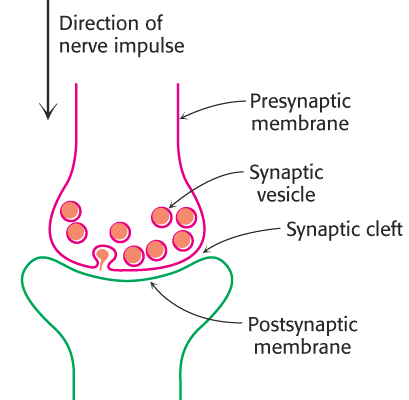 Direction of
nerve impulse
Presynaptic
membrane
Synaptic
vesicle
Synaptic cleft
Postsynaptic
membrane